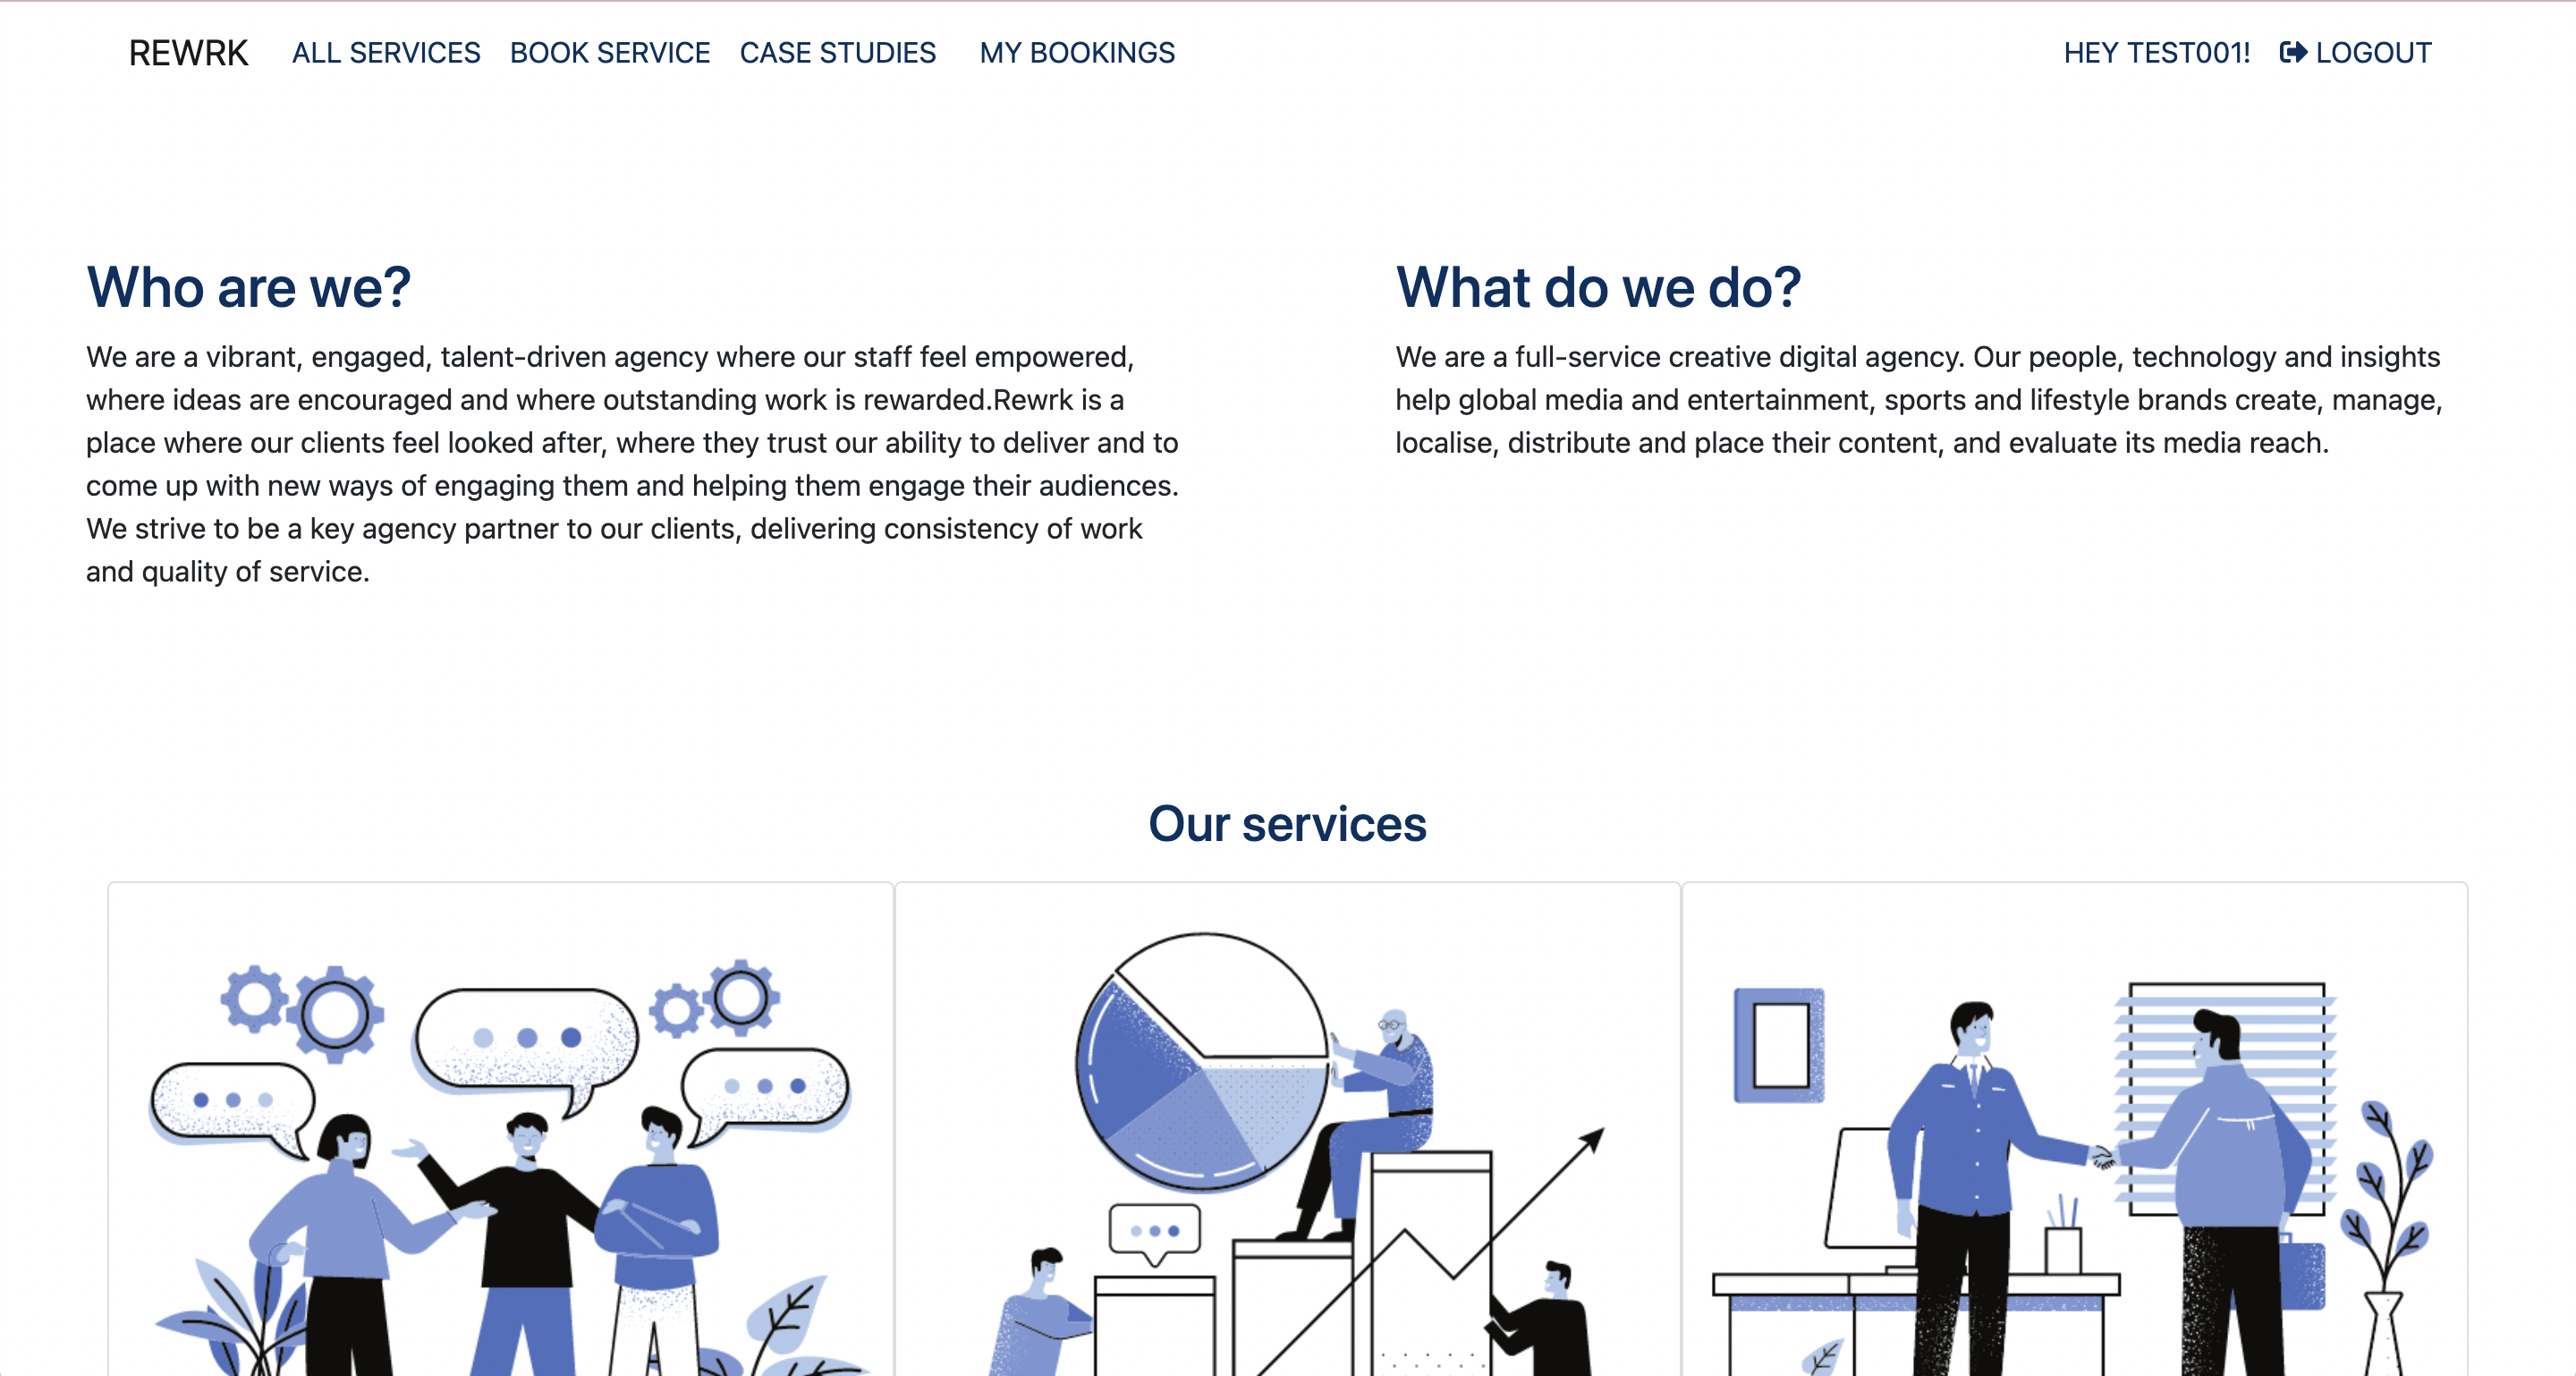 REWRK ALL SERVICES BOOK SERVICE CASE STUDIES MY BOOKINGS HEY TEST001! LOGOUT
Who are we?
We are a vibrant, engaged, talent-driven agency where our staff feel empowered,
where ideas are encouraged and where outstanding work is rewarded.Rewrk is a
place where our clients feel looked after, where they trust our ability to deliver and to
come up with new ways of engaging them and helping them engage their audiences.
We strive to be a key agency partner to our clients, delivering consistency of work
and quality of service.
What do we do?
We are a full-service creative digital agency. Our people, technology and insights
help global media and entertainment, sports and lifestyle brands create, manage,
localise, distribute and place their content, and evaluate its media reach.
Our services